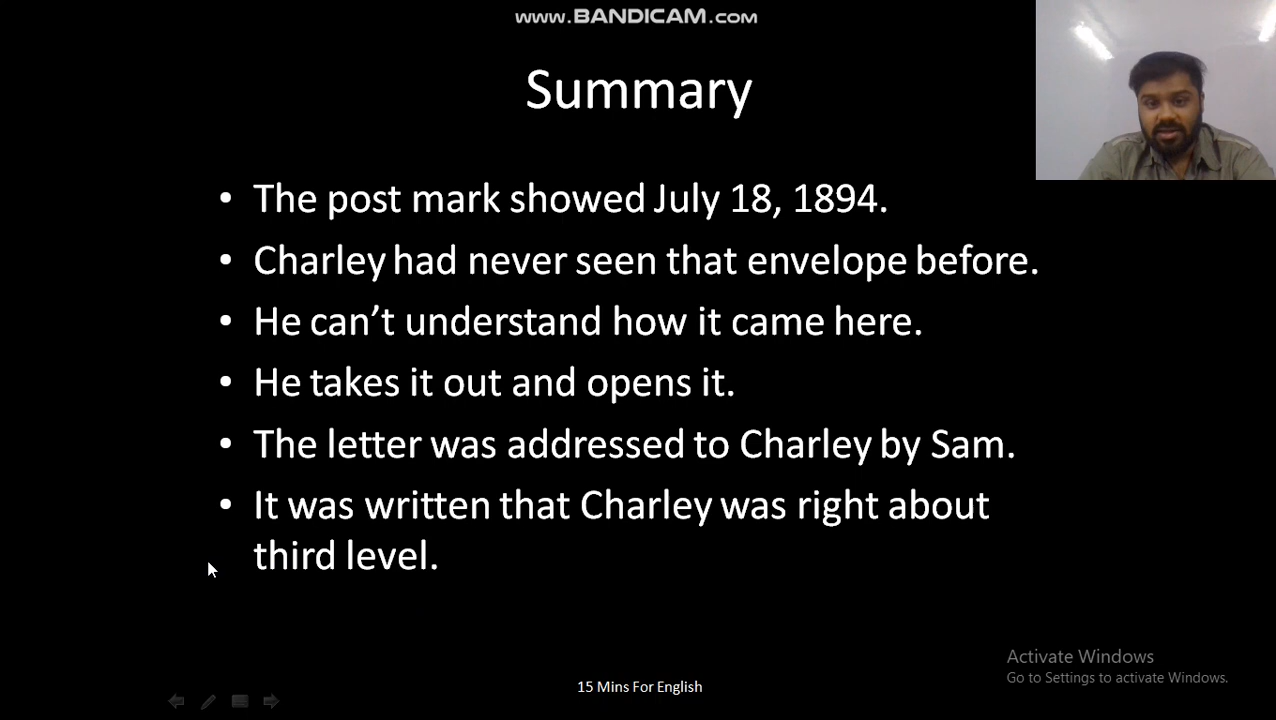 www.BANDICAM.com
Summary
• The post mark showed July 18, 1894.
• Charley had never seen that envelope before.
• He can’t understand how it came here.
• He takes it out and opens it.
• The letter was addressed to Charley by Sam.
• It was written that Charley was right about
third level.
Activate Windows
Go to Settings to activate Windows.
15 Mins For English